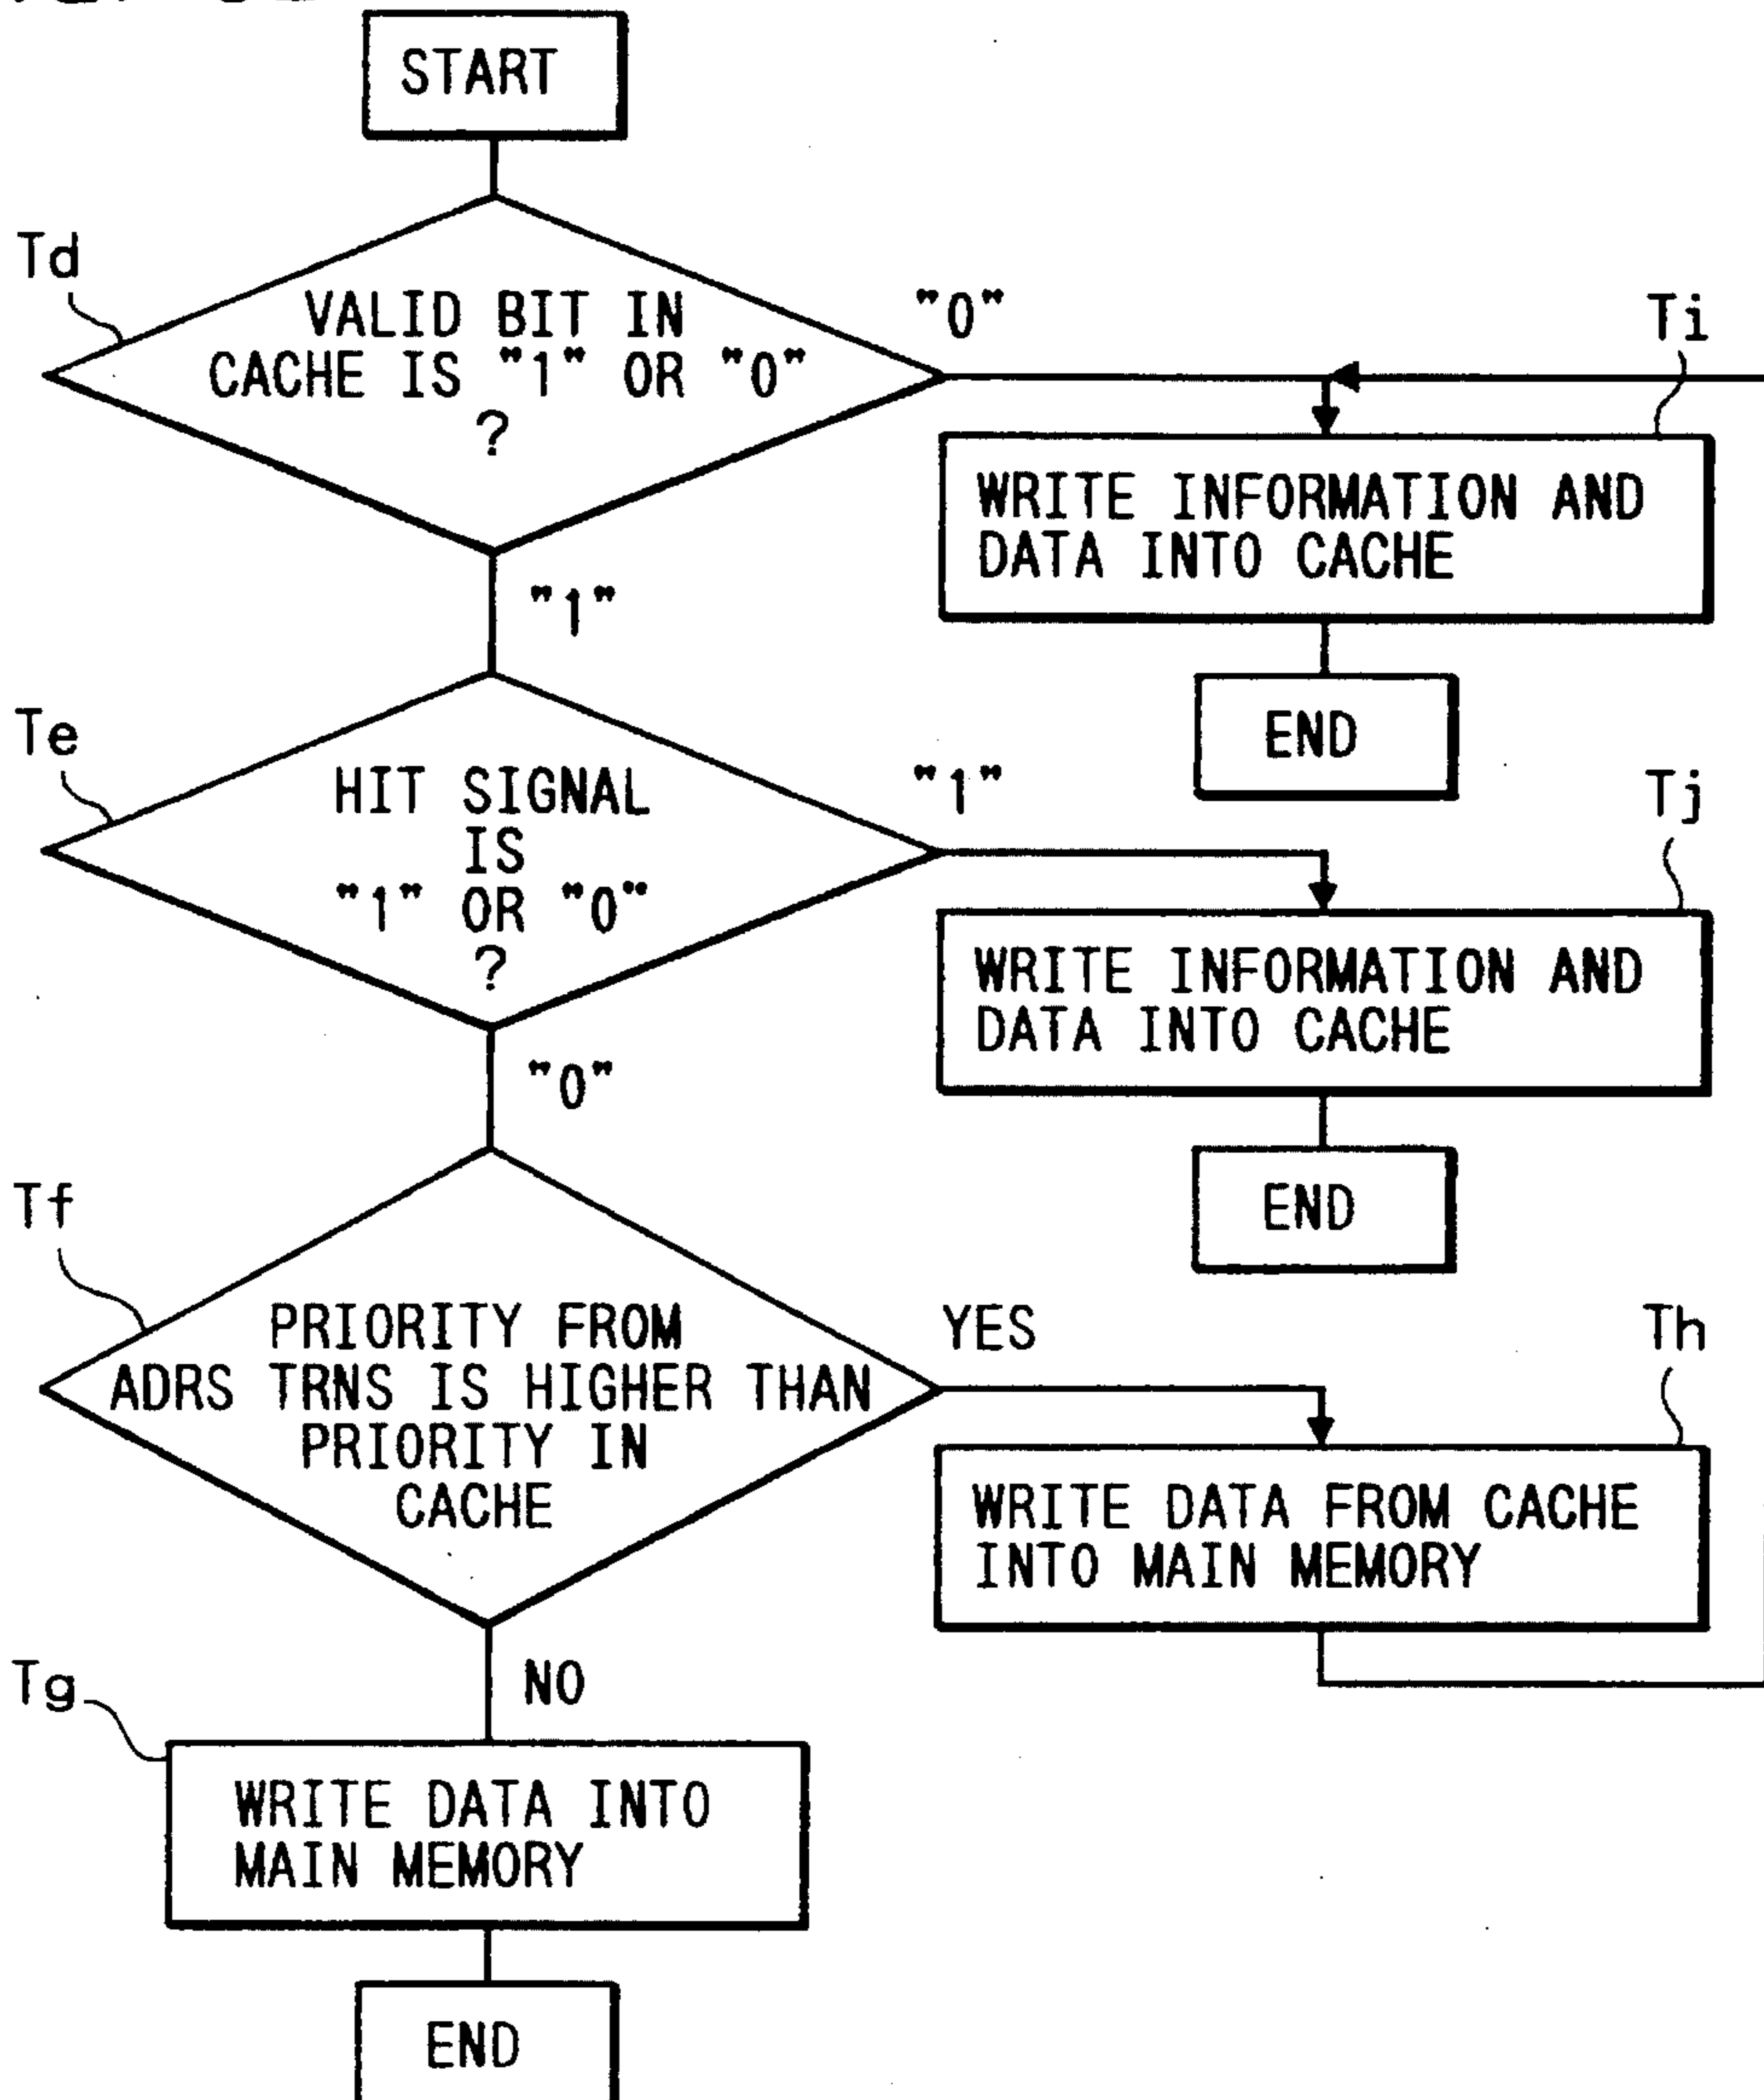 START
Td
VALID BIT IN
CACHE IS "1" OR "0"
?
"0"
Ti
WRITE INFORMATION AND
DATA INTO CACHE
END
"1"
Te
HIT SIGNAL
IS
"1" OR "0"
?
"1"
Tj
WRITE INFORMATION AND
DATA INTO CACHE
END
"0"
Tf
PRIORITY FROM
ADRS TRNS IS HIGHER THAN
PRIORITY IN
CACHE
YES
Th
WRITE DATA FROM CACHE
INTO MAIN MEMORY
NO
Tg
WRITE DATA INTO
MAIN MEMORY
END